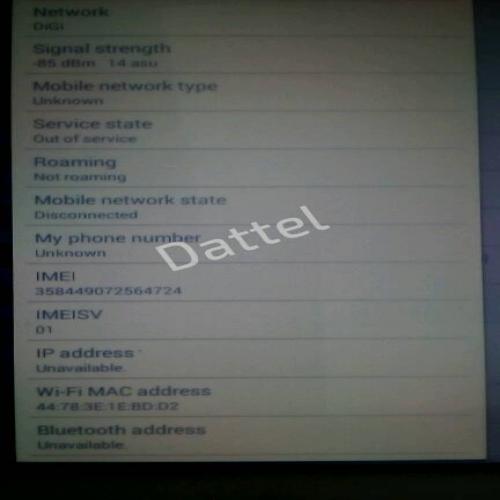 Network
DiGi
Signal strength
-85 dBm 14 asu
Mobile network type
Unknown
Service state
Out of service
Roaming
Not roaming
Mobile network state
Disconnected
My phone number
Unknown
Dattel
IMEI
358449072564724
IMEISV
01
IP address
Unavailable
Wi-Fi MAC address
44:78:3E:1E:BD:D2
Bluetooth address
Unavailable